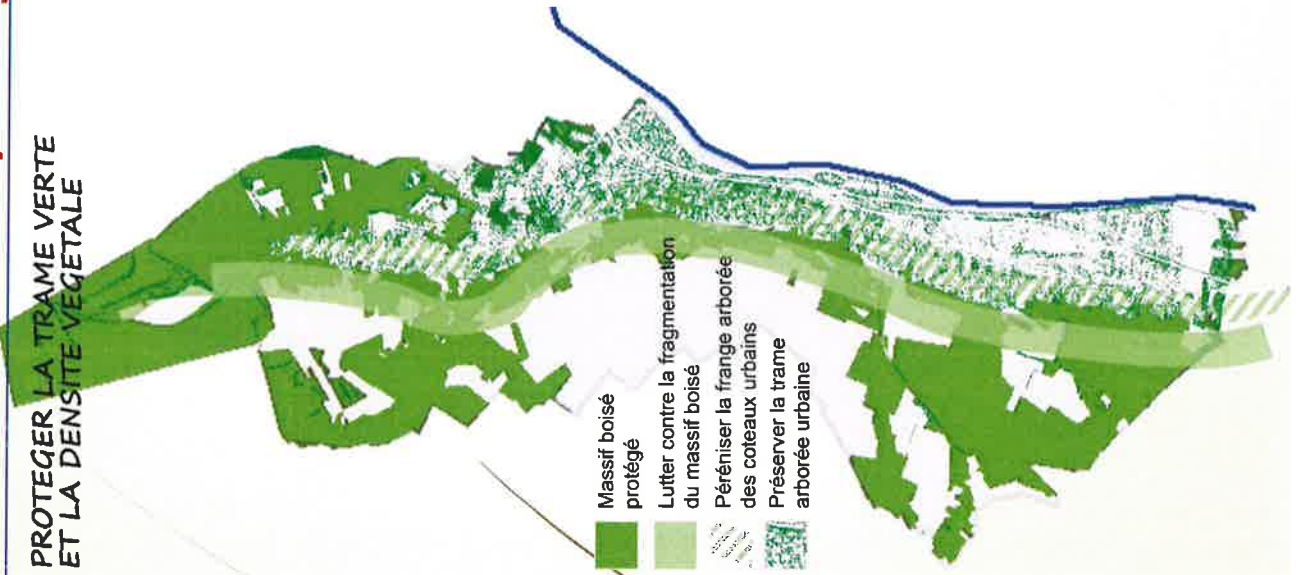 PROTEGER LA TRAME VERTE
ET LA DENSITE VEGETALE
Massif boisé
protégé
Lutter contre la fragmentation
du massif boisé
Péréniser la frange arborée
des coteaux urbains
Préserver la trame
arborée urbaine